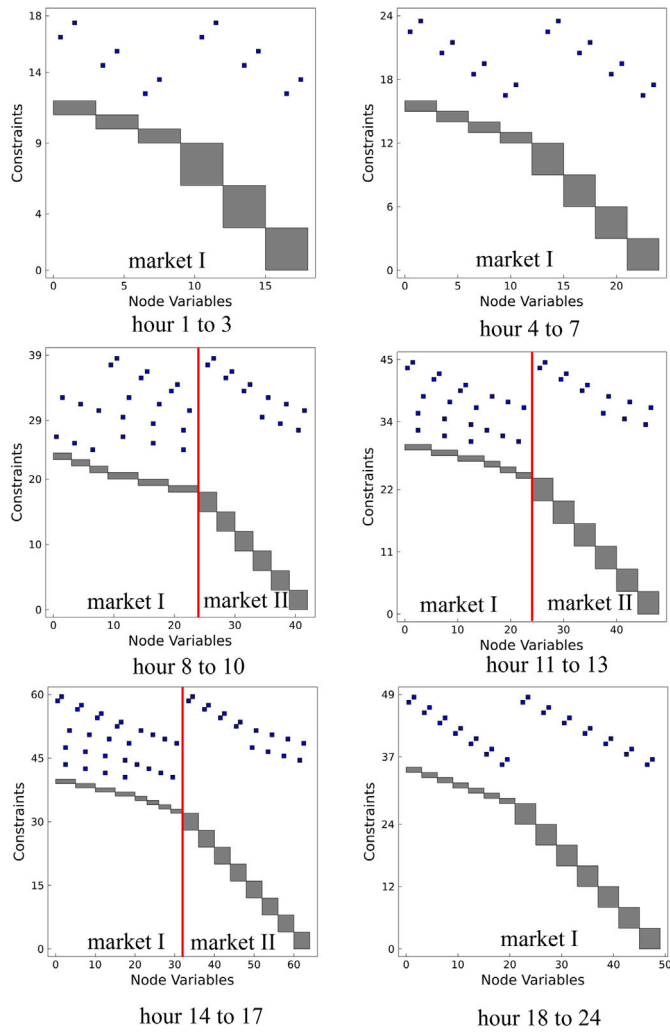 18
14
9
4
0
Constraints
market I
0 5 10 15
Node Variables
hour 1 to 3
24
18
12
6
0
Constraints
market I
0 5 10 15 20
Node Variables
hour 4 to 7
39
29
20
10
0
Constraints
market I market II
0 10 20 30 40
Node Variables
hour 8 to 10
45
34
22
11
0
Constraints
market I market II
0 10 20 30 40
Node Variables
hour 11 to 13
60
45
30
15
0
Constraints
market I market II
0 10 20 30 40 50 60
Node Variables
hour 14 to 17
49
37
24
12
0
Constraints
market I
0 10 20 30 40 50
Node Variables
hour 18 to 24